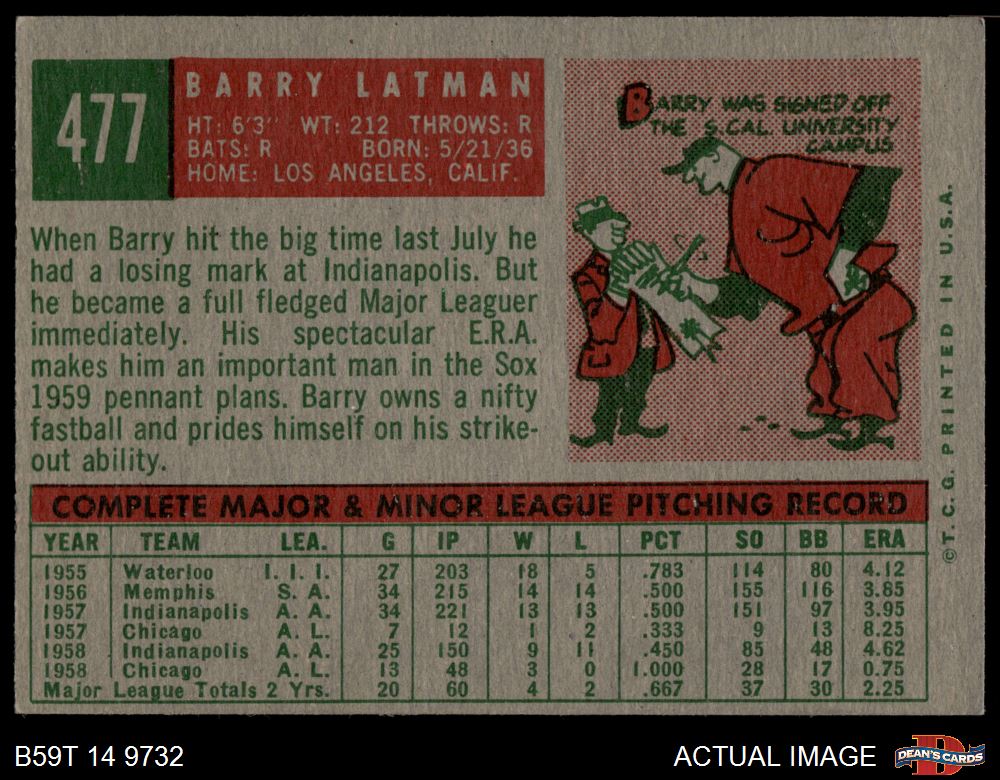 477
BARRY LATMAN
HT: 6'3" WT: 212 THROWS: R
BATS: R BORN: 5/21/36
HOME: LOS ANGELES, CALIF.
BARRY WAS SIGNED OFF
THE S. CAL. UNIVERSITY
CAMPUS
When Barry hit the big time last July he
had a losing mark at Indianapolis. But
he became a full fledged Major Leaguer
immediately. His spectacular E.R.A.
makes him an important man in the Sox
1959 pennant plans. Barry owns a nifty
fastball and prides himself on his strike-
out ability.
COMPLETE MAJOR & MINOR LEAGUE PITCHING RECORD
YEAR TEAM LEA. G IP W L PCT SO BB ERA
1955 Waterloo I. I. I. 27 203 18 5 .783 114 80 4.12
1956 Memphis S. A. 34 215 14 14 .500 155 116 3.85
1957 Indianapolis A. A. 34 221 13 13 .500 151 97 3.95
1957 Chicago A. L. 7 12 1 2 .333 9 13 8.25
1958 Indianapolis A. A. 25 150 9 11 .450 85 48 4.62
1958 Chicago A. L. 13 48 3 0 1.000 28 17 0.75
Major League Totals 2 Yrs. 20 60 4 2 .667 37 30 2.25
©T.C.G. PRINTED IN U.S.A.
B59T 14 9732
ACTUAL IMAGE
D
DEAN'S CARDS